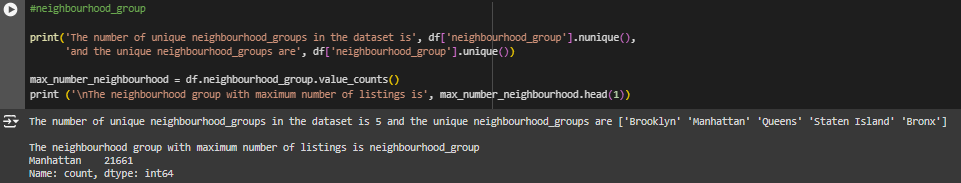 #neighbourhood_group
print('The number of unique neighbourhood_groups in the dataset is', df['neighbourhood_group'].nunique(),
'and the unique neighbourhood_groups are', df['neighbourhood_group'].unique())
max_number_neighbourhood = df.neighbourhood_group.value_counts()
print ('\nThe neighbourhood group with maximum number of listings is', max_number_neighbourhood.head(1))
The number of unique neighbourhood_groups in the dataset is 5 and the unique neighbourhood_groups are ['Brooklyn' 'Manhattan' 'Queens' 'Staten Island' 'Bronx']
The neighbourhood group with maximum number of listings is neighbourhood_group
Manhattan    21661
Name: count, dtype: int64